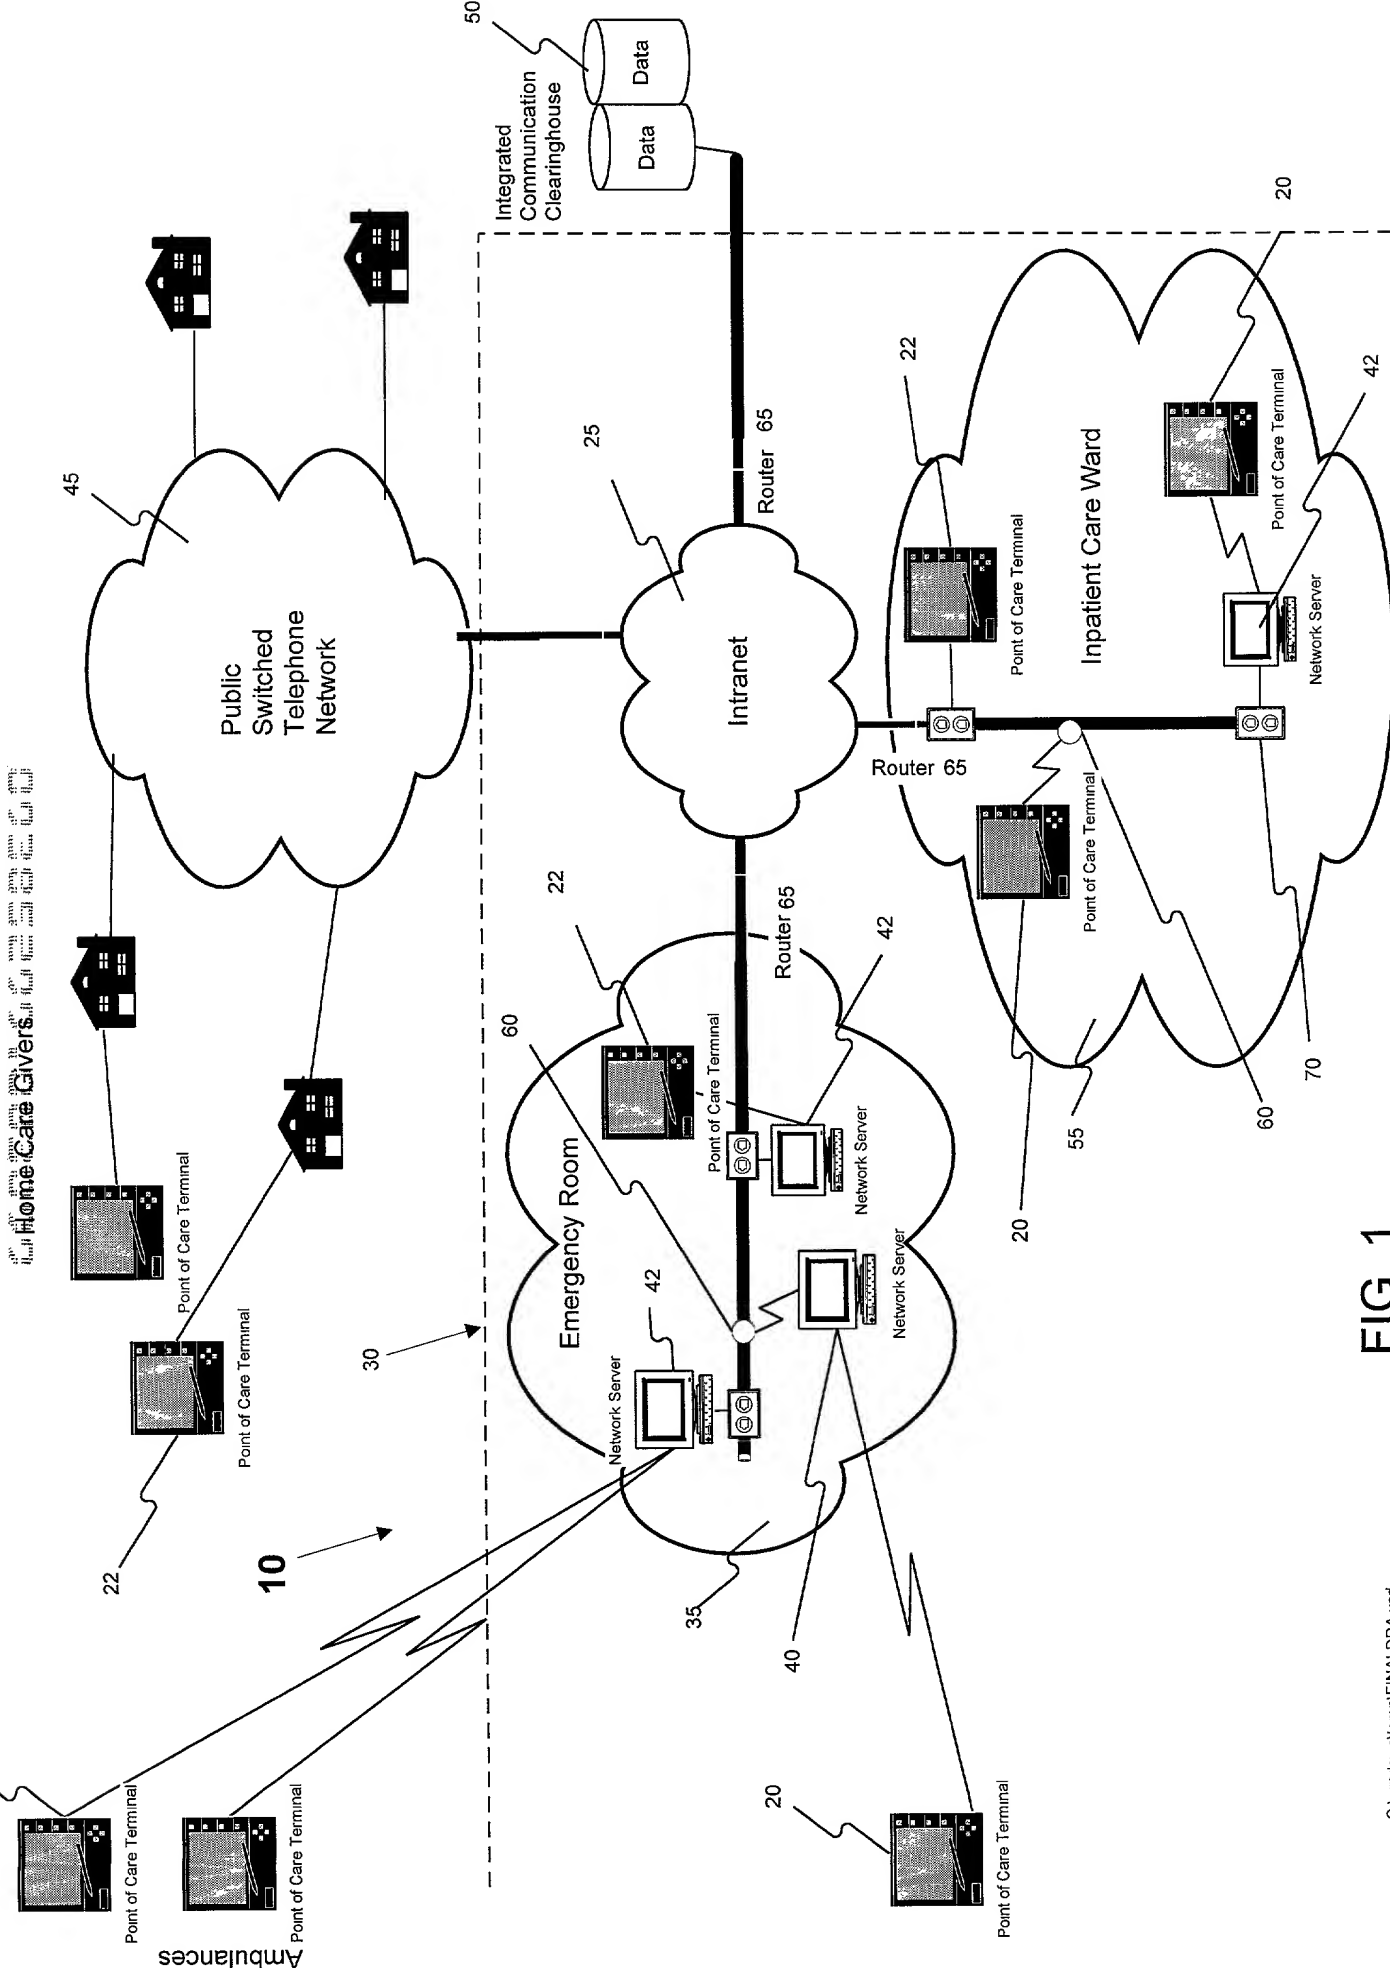 Home Care Givers
45
Public
Switched
Telephone
Network
50
Integrated
Communication
Clearinghouse
Data
Data
Point of Care Terminal
Point of Care Terminal
22
10
30
Ambulances
Point of Care Terminal
Point of Care Terminal
25
Intranet
Router 65
Router 65
Router 65
Emergency Room
35
60
22
42
42
40
Network Server
Network Server
Network Server
Point of Care Terminal
20
Point of Care Terminal
Inpatient Care Ward
22
20
42
Point of Care Terminal
Point of Care Terminal
Point of Care Terminal
Network Server
20
55
60
70
FIG. 1